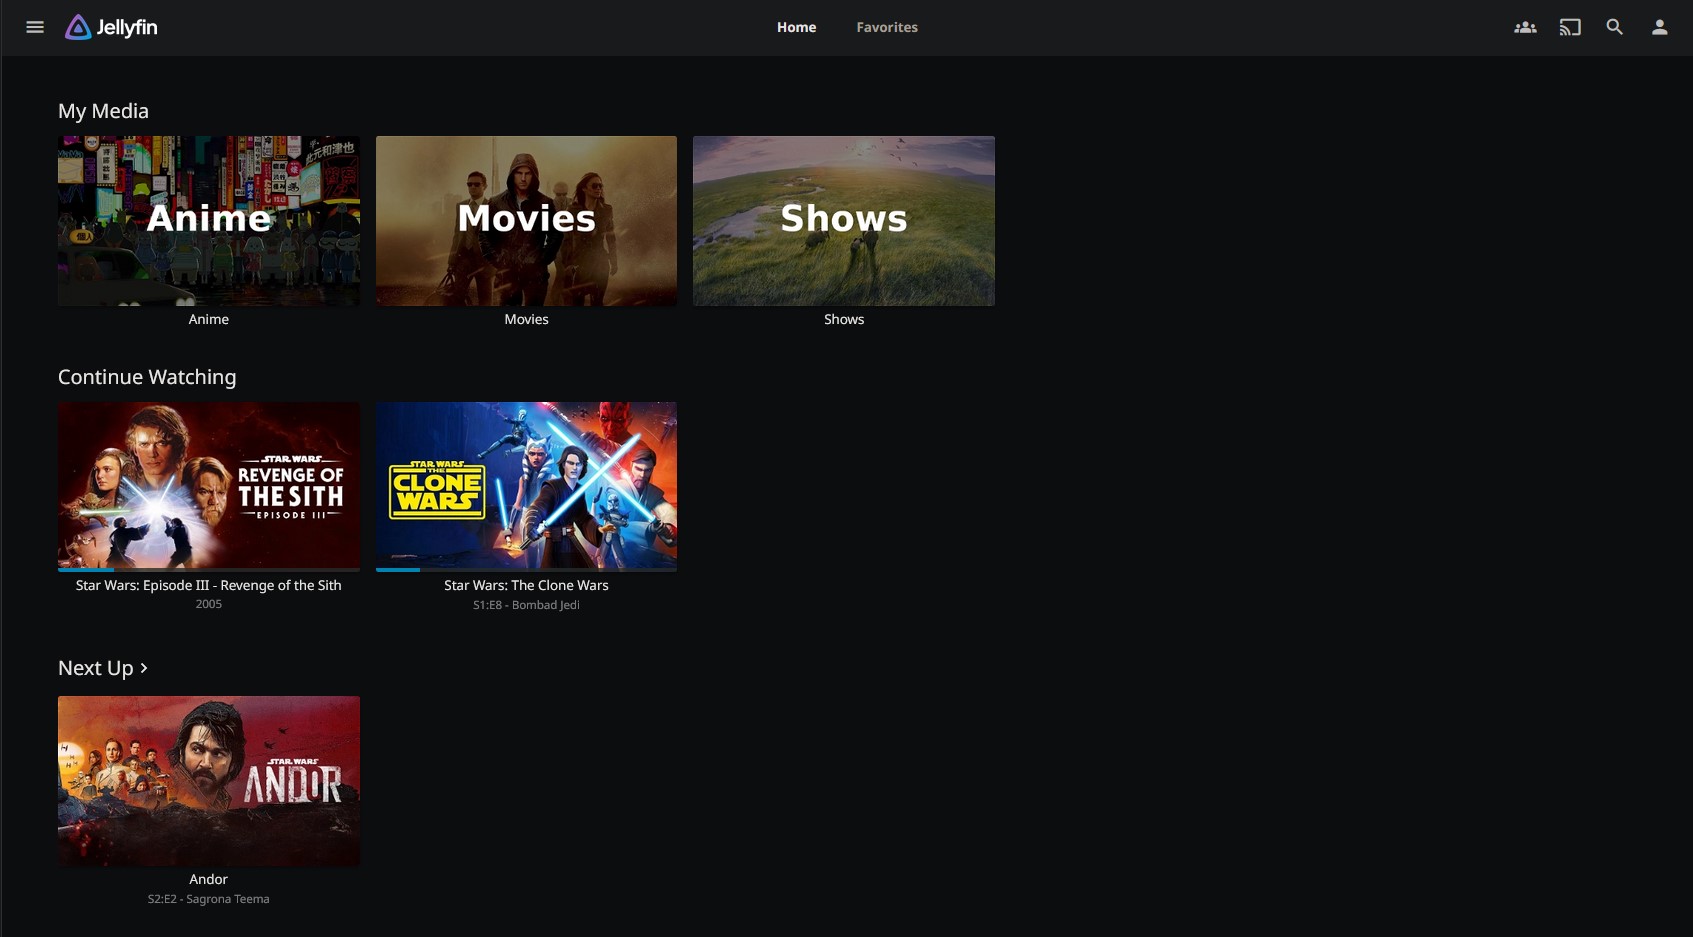 Jellyfin
Home
Favorites
My Media
Anime
Movies
Shows
Anime
Movies
Shows
Continue Watching
STAR WARS
REVENGE OF
THE SITH
EPISODE III
STAR WARS
THE
CLONE
WARS
Star Wars: Episode III - Revenge of the Sith
2005
Star Wars: The Clone Wars
S1:E8 - Bombad Jedi
Next Up
STAR WARS
ANDOR
Andor
S2:E2 - Sagrona Teema